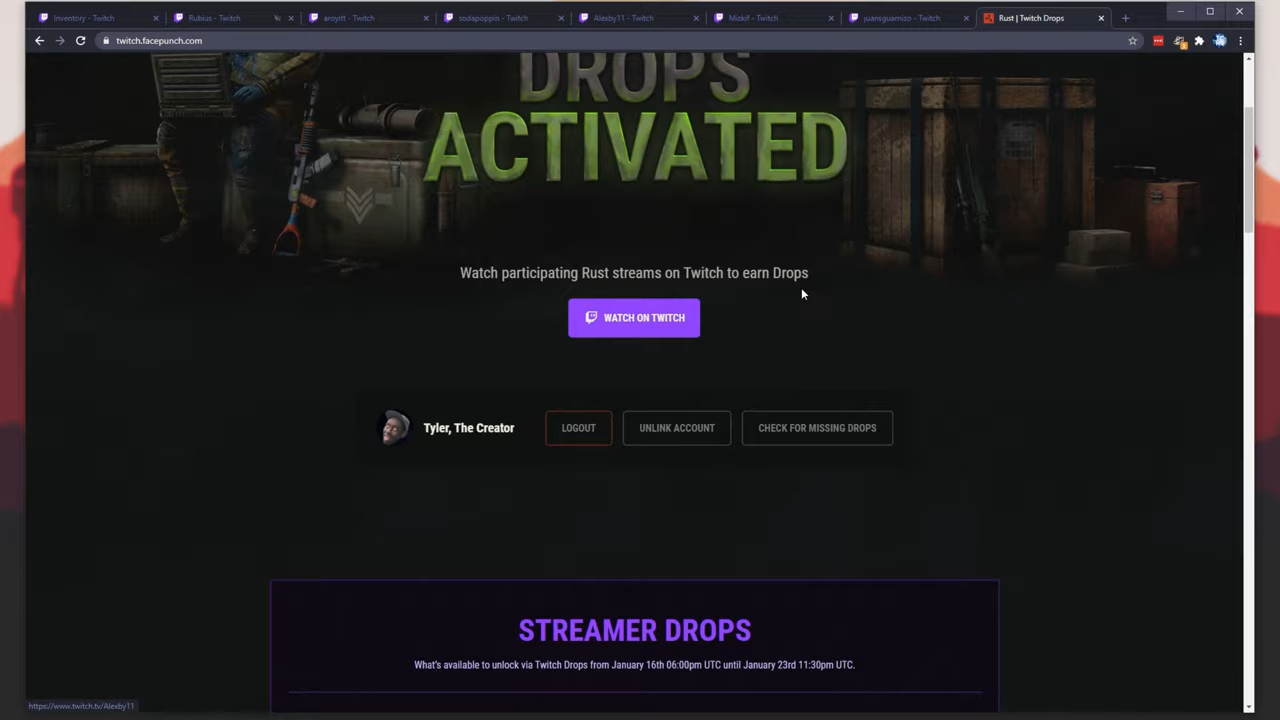 Inventory - Twitch
Rubius - Twitch
aroyitt - Twitch
sodapoppin - Twitch
Alexby11 - Twitch
Mizkif - Twitch
juansguarnizo - Twitch
Rust | Twitch Drops
twitch.facepunch.com
DROPS
ACTIVATED
Watch participating Rust streams on Twitch to earn Drops
WATCH ON TWITCH
Tyler, The Creator
LOGOUT
UNLINK ACCOUNT
CHECK FOR MISSING DROPS
STREAMER DROPS
What's available to unlock via Twitch Drops from January 16th 06:00pm UTC until January 23rd 11:30pm UTC.
https://www.twitch.tv/Alexby11